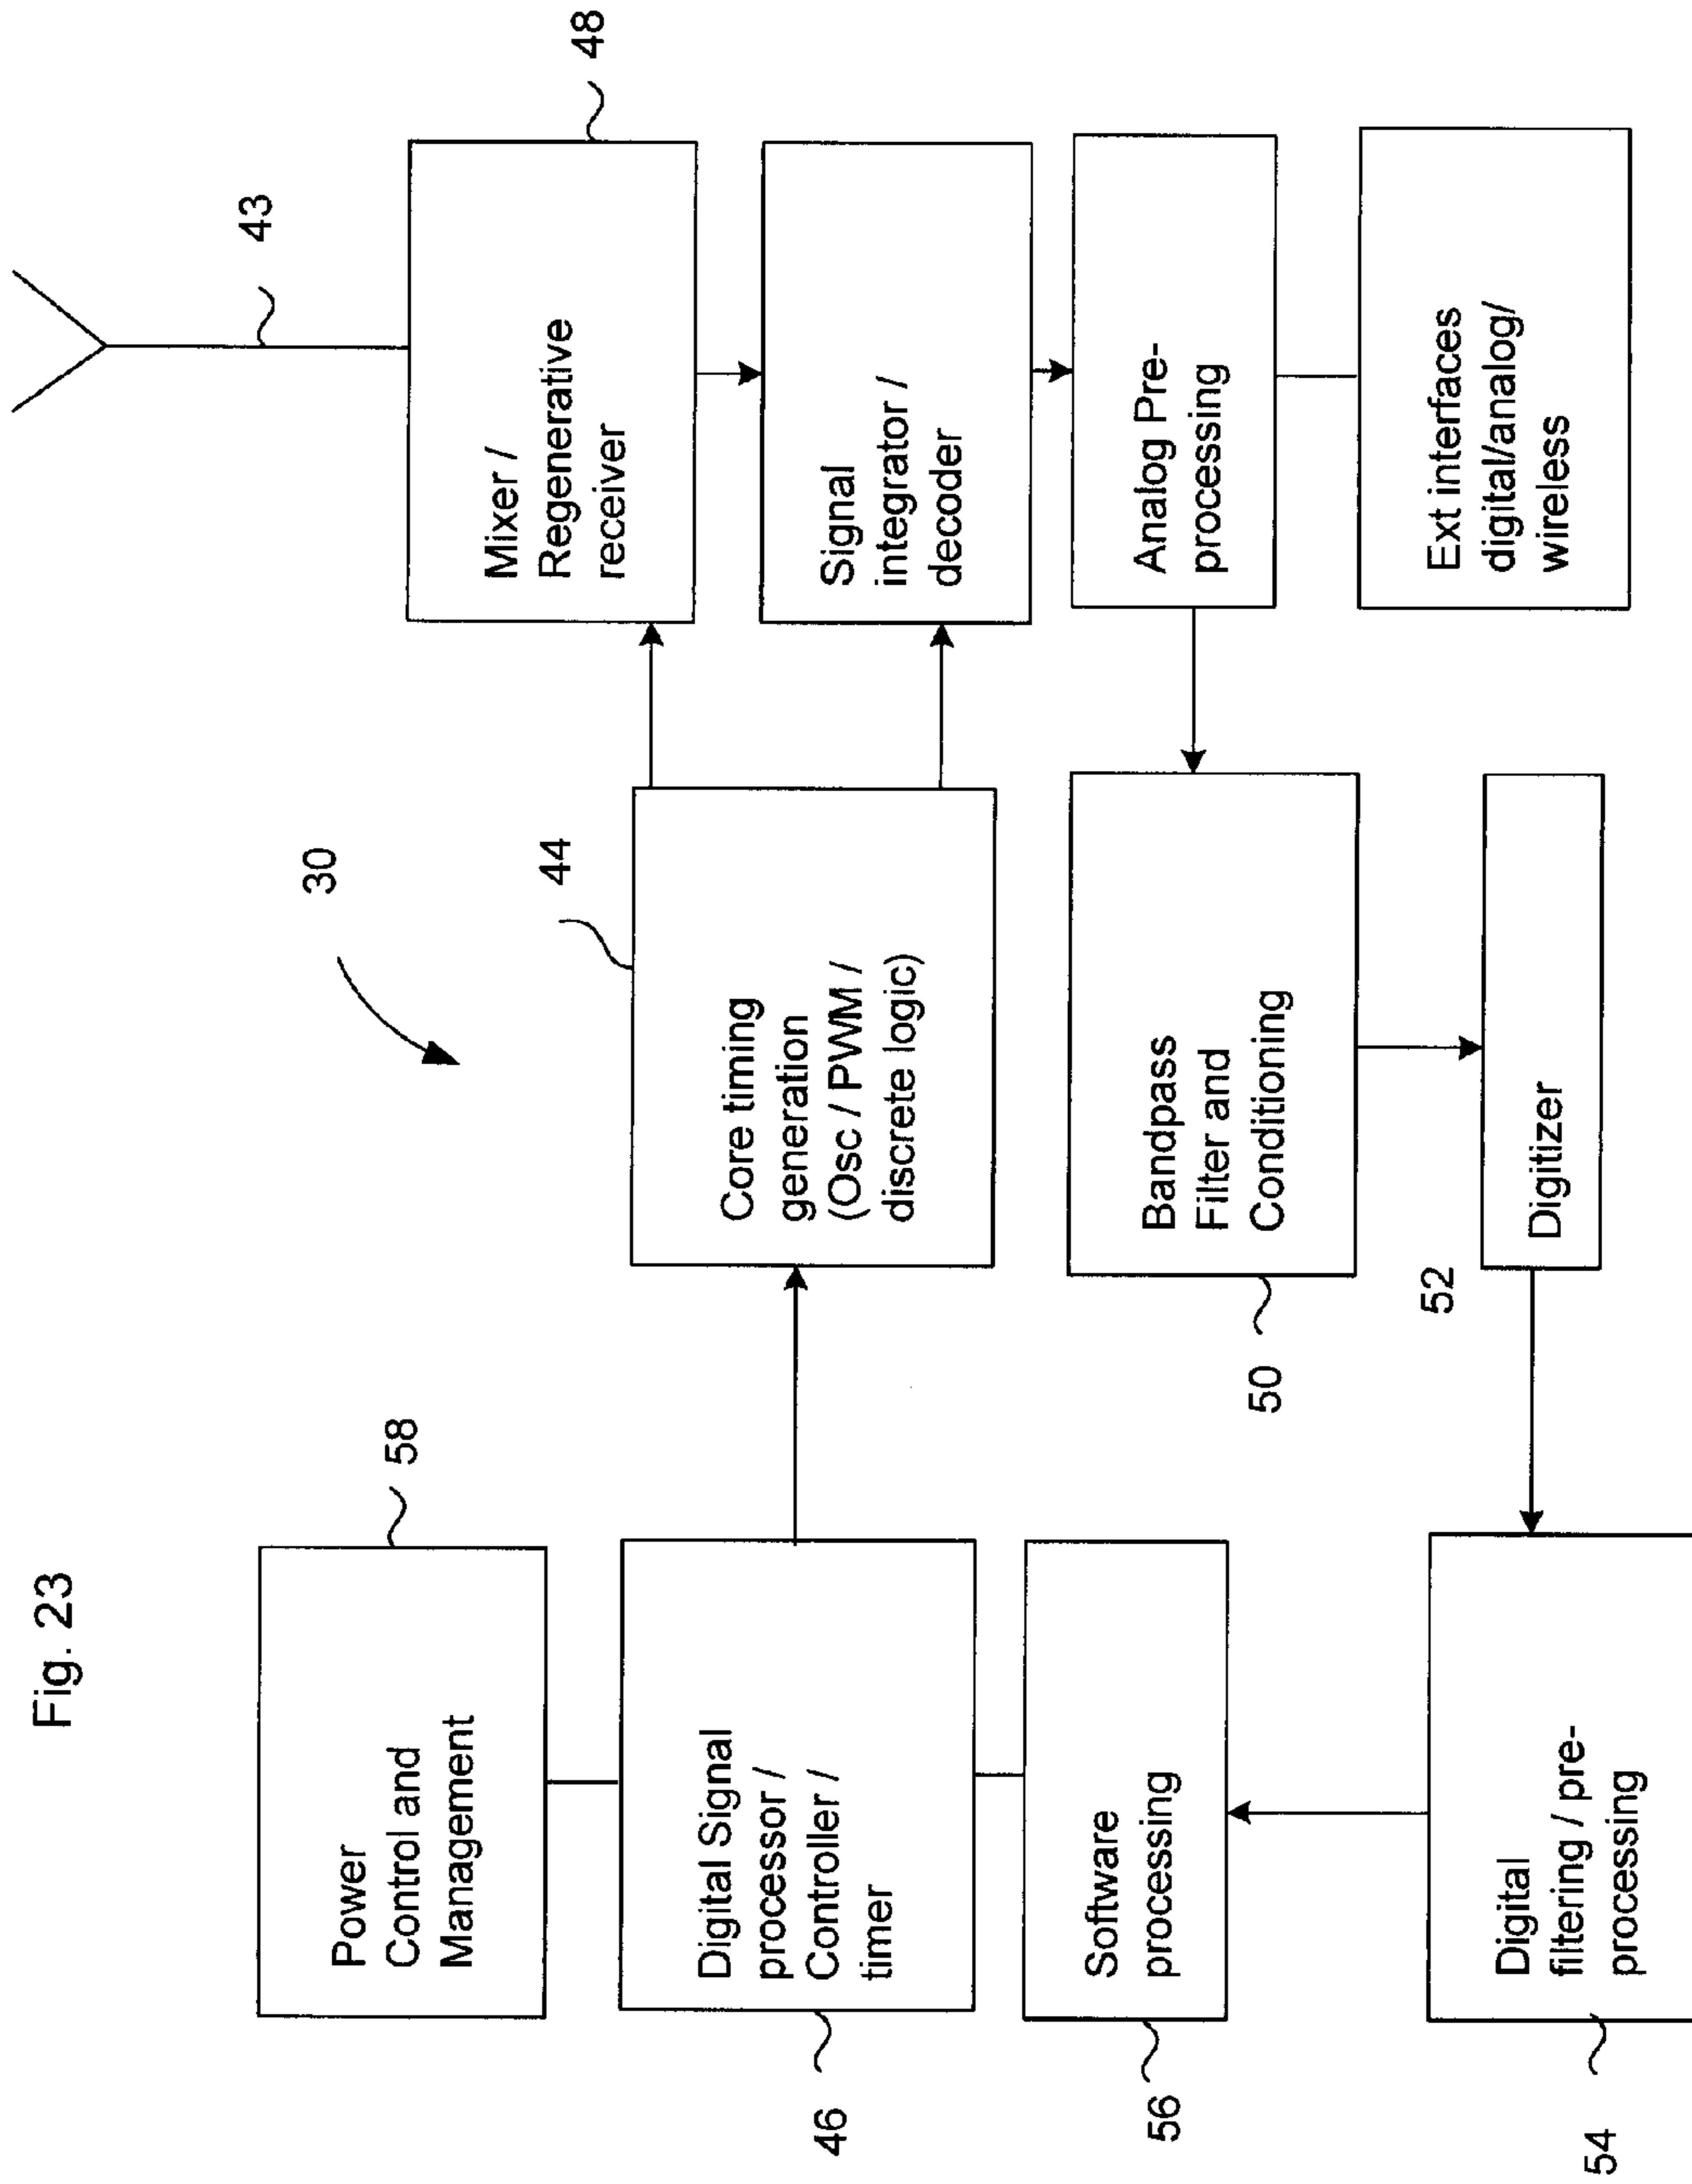 Fig. 23
Power
Control and
Management
58
Digital Signal
processor /
Controller /
timer
46
Software
processing
56
Digital
filtering / pre-
processing
54
30
Core timing
generation
(Osc / PWM /
discrete logic)
44
Bandpass
Filter and
Conditioning
50
Digitizer
52
43
Mixer /
Regenerative
receiver
48
Signal
integrator /
decoder
Analog Pre-
processing
Ext interfaces
digital/analog/
wireless